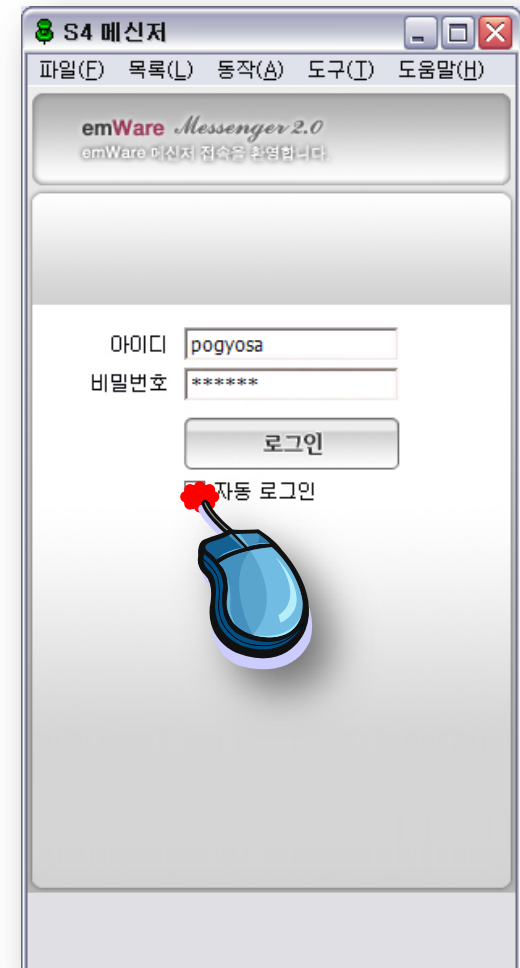 S4 메신저
파일(F) 목록(L) 동작(A) 도구(T) 도움말(H)
emWare Messenger 2.0
emWare 메신저 접속을 환영합니다.
아이디 pogyosa
비밀번호 ******
로그인
자동 로그인